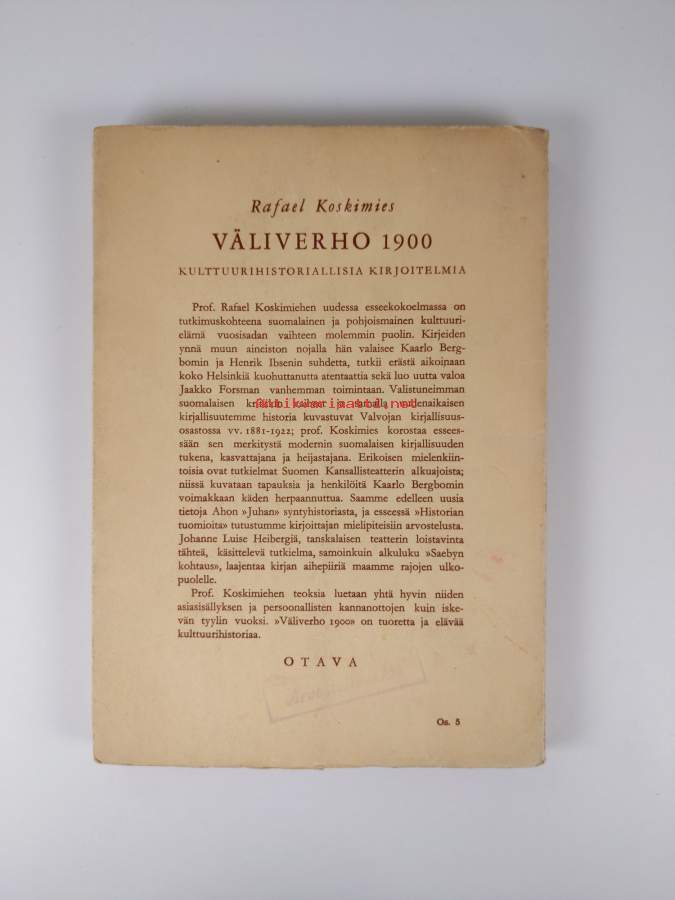 Rafael Koskimies
VÄLIVERHO 1900
KULTTUURIHISTORIALLISIA KIRJOITELMIA
Prof. Rafael Koskimiehen uudessa esseekokoelmassa on
tutkimuskohteena suomalainen ja pohjoismainen kulttuuri-
elämä vuosisadan vaihteen molemmin puolin. Kirjeiden
ynnä muun aineiston nojalla hän valaisee Kaarlo Berg-
bomin ja Henrik Ibsenin suhdetta, tutkii erästä aikoinaan
koko Helsinkiä kuohuttanutta atentaattia sekä luo uutta valoa
Jaakko Forsman vanhemman toimintaan. Valistuneimman
suomalaisen
antikvariaatti.net
kirjallisuutemme historia kuvastuvat Valvojan kirjallisuus-
osastossa vv. 1881-1922; prof. Koskimies korostaa essees-
sään sen merkitystä modernin suomalaisen kirjallisuuden
tukena, kasvattajana ja heijastajana. Erikoisen mielenkiin-
toisia ovat tutkielmat Suomen Kansallisteatterin alkuajoista;
niissä kuvataan tapauksia ja henkilöitä Kaarlo Bergbomin
voimakkaan käden herpaannuttua. Saamme edelleen uusia
tietoja Ahon »Juhan» syntyhistoriasta, ja esseessä »Historian
tuomioita» tutustumme kirjoittajan mielipiteisiin arvostelusta.
Johanne Luise Heibergiä, tanskalaisen teatterin loistavinta
tähteä, käsittelevä tutkielma, samoinkuin alkuluku »Saebyn
kohtaus», laajentaa kirjan aihepiiriä maamme rajojen ulko-
puolelle.
Prof. Koskimiehen teoksia luetaan yhtä hyvin niiden
asiasisällyksen ja persoonallisten kannanottojen kuin iske-
vän tyylin vuoksi. »Väliverho 1900» on tuoretta ja elävää
kulttuurihistoriaa.
OTAVA
Os. 5